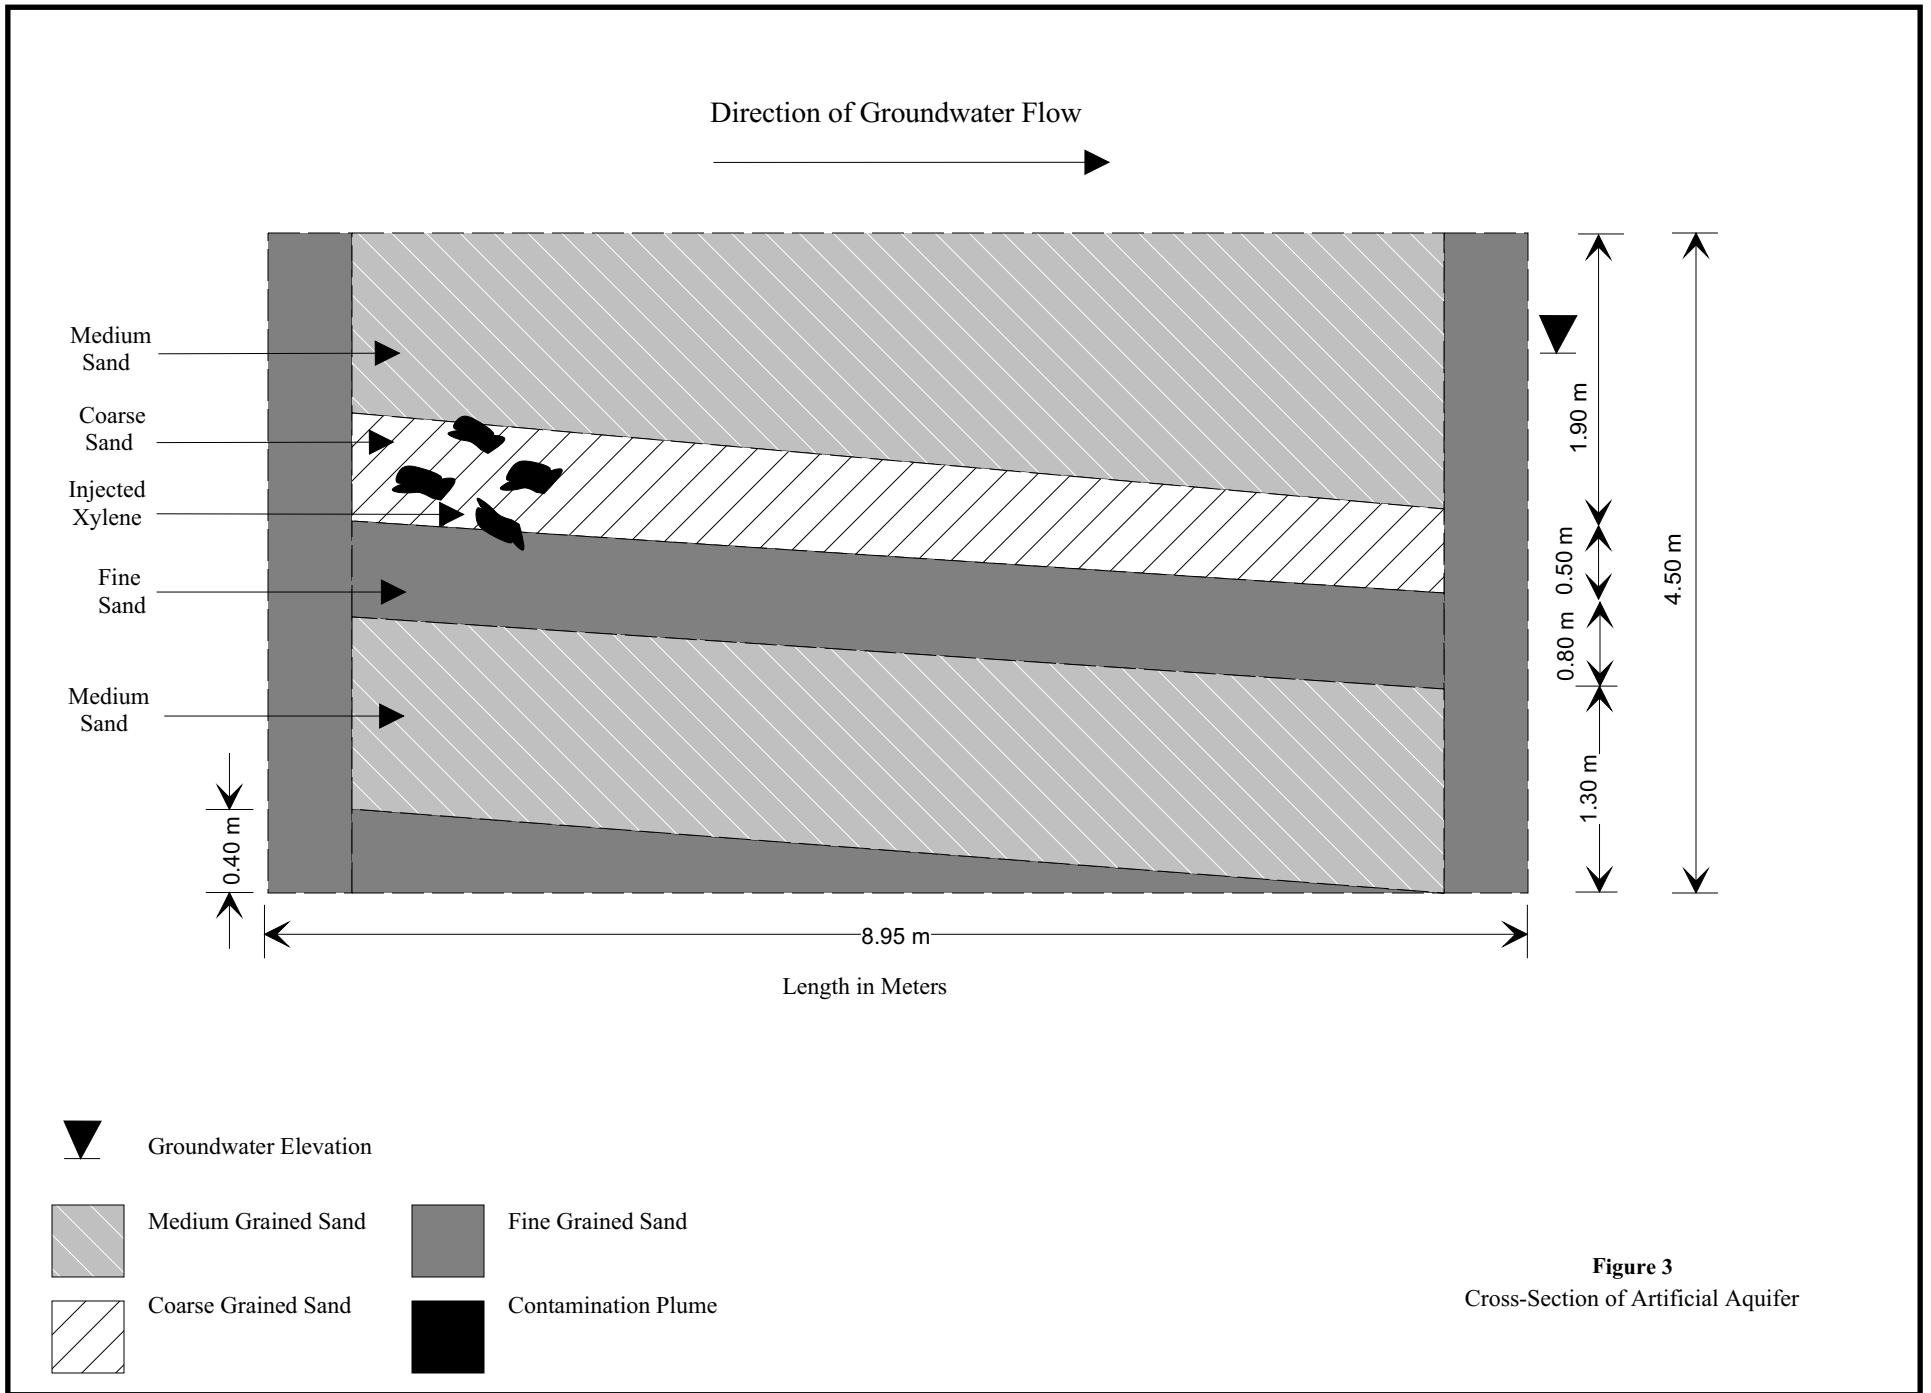 Direction of Groundwater Flow
Medium
Sand
Coarse
Sand
Injected
Xylene
Fine
Sand
Medium
Sand
0.40 m
1.90 m
0.50 m
0.80 m
1.30 m
4.50 m
8.95 m
Length in Meters
Groundwater Elevation
Medium Grained Sand
Fine Grained Sand
Coarse Grained Sand
Contamination Plume
Figure 3
Cross-Section of Artificial Aquifer